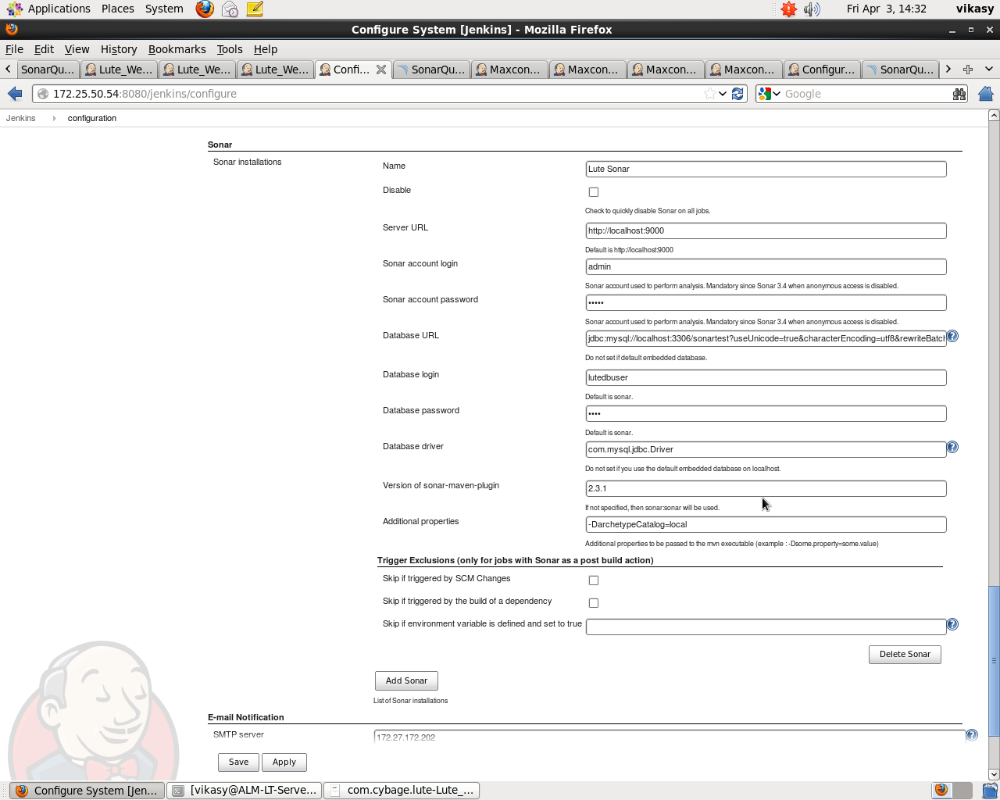 Applications Places System Fri Apr 3, 14:32 vikasy
Configure System [Jenkins] - Mozilla Firefox
File Edit View History Bookmarks Tools Help
SonarQu... Lute_We... Lute_We... Lute_We... Confi... SonarQu... Maxcon... Maxcon... Maxcon... Maxcon... Configur... SonarQu...
172.25.50.54:8080/jenkins/configure Google
Jenkins configuration
Sonar
Sonar installations
Name Lute Sonar
Disable
Check to quickly disable Sonar on all jobs.
Server URL http://localhost:9000
Default is http://localhost:9000
Sonar account login admin
Sonar account used to perform analysis. Mandatory since Sonar 3.4 when anonymous access is disabled.
Sonar account password •••••
Sonar account used to perform analysis. Mandatory since Sonar 3.4 when anonymous access is disabled.
Database URL jdbc:mysql://localhost:3306/sonartest?useUnicode=true&characterEncoding=utf8&rewriteBatch
Do not set if default embedded database.
Database login lutedbuser
Default is sonar.
Database password ••••
Default is sonar.
Database driver com.mysql.jdbc.Driver
Do not set if you use the default embedded database on localhost.
Version of sonar-maven-plugin 2.3.1
If not specified, then sonar:sonar will be used.
Additional properties -DarchetypeCatalog=local
Additional properties to be passed to the mvn executable (example : -Dsome.property=some.value)
Trigger Exclusions (only for jobs with Sonar as a post build action)
Skip if triggered by SCM Changes
Skip if triggered by the build of a dependency
Skip if environment variable is defined and set to true
Delete Sonar
Add Sonar
List of Sonar installations
E-mail Notification
SMTP server 172.27.172.202
Save Apply
Configure System [Jen... [vikasy@ALM-LT-Serve... com.cybage.lute-Lute_...